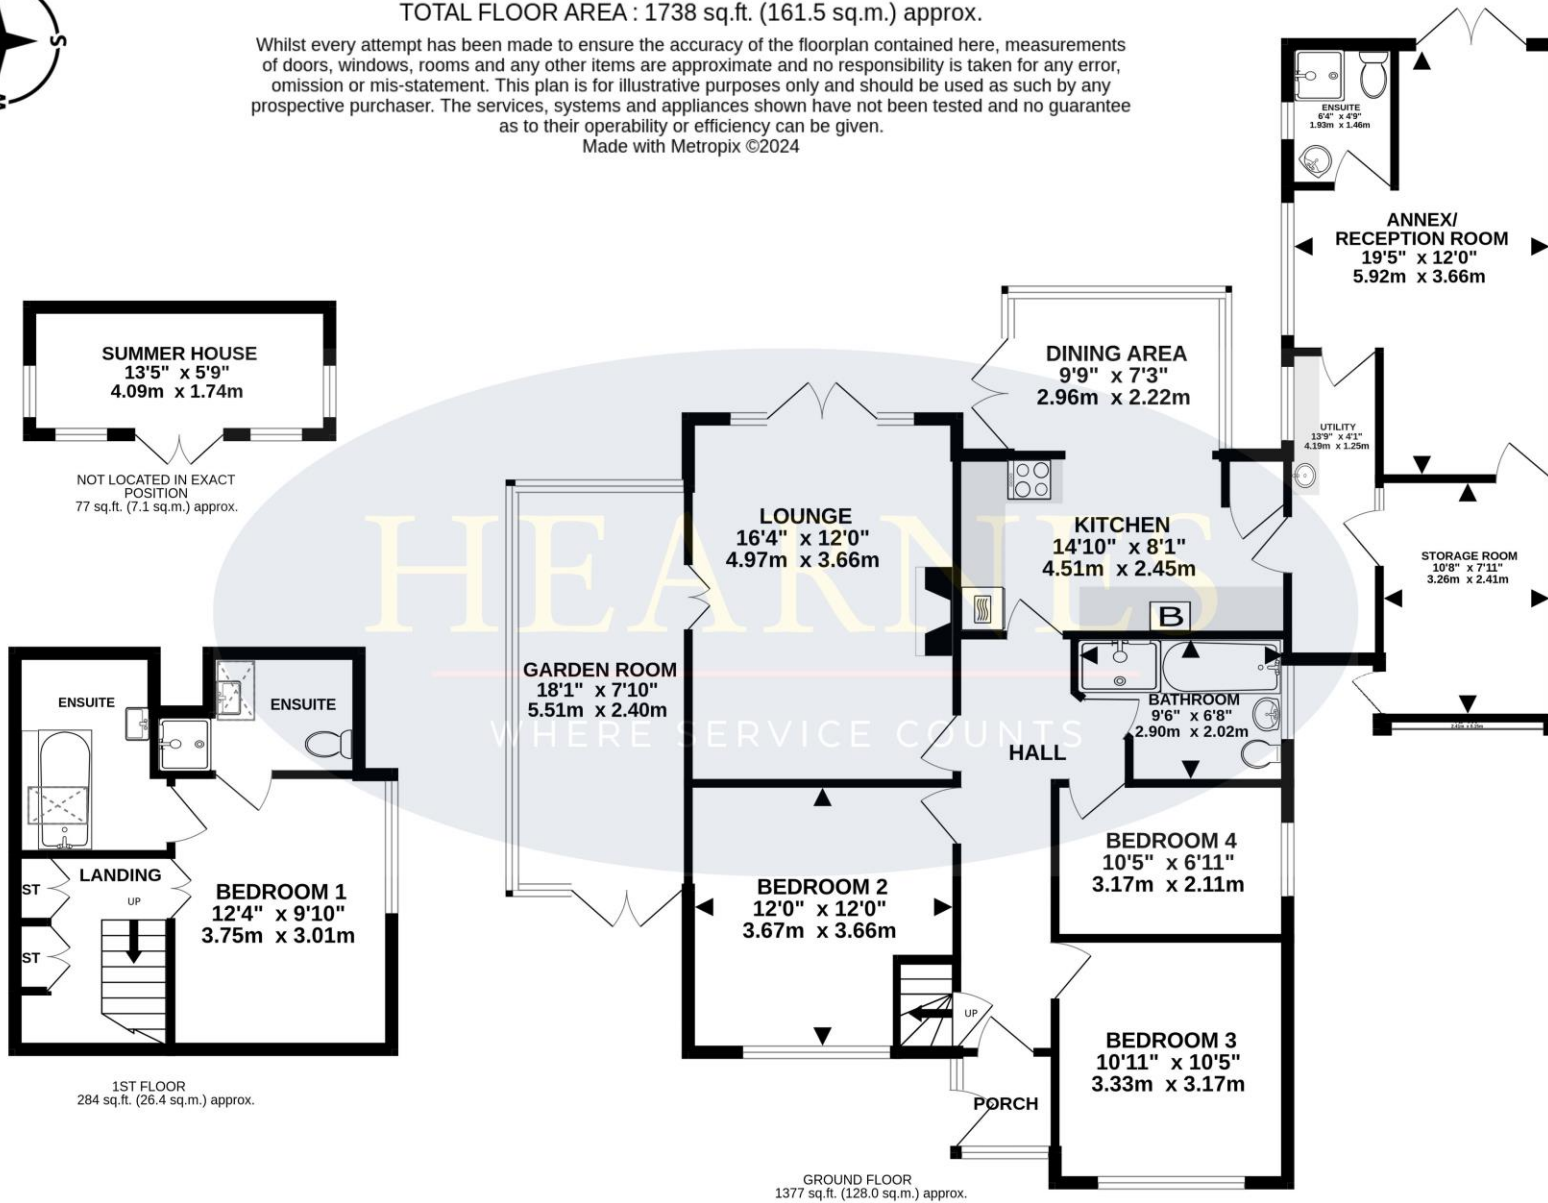 TOTAL FLOOR AREA : 1738 sq.ft. (161.5 sq.m.) approx.
Whilst every attempt has been made to ensure the accuracy of the floorplan contained here, measurements
of doors, windows, rooms and any other items are approximate and no responsibility is taken for any error,
omission or mis-statement. This plan is for illustrative purposes only and should be used as such by any
prospective purchaser. The services, systems and appliances shown have not been tested and no guarantee
as to their operability or efficiency can be given.
Made with Metropix ©2024
S
ENSUITE
6'4" x 4'9"
1.93m x 1.46m
ANNEX/
RECEPTION ROOM
19'5" x 12'0"
5.92m x 3.66m
SUMMER HOUSE
13'5" x 5'9"
4.09m x 1.74m
NOT LOCATED IN EXACT
POSITION
77 sq.ft. (7.1 sq.m.) approx.
DINING AREA
9'9" x 7'3"
2.96m x 2.22m
UTILITY
13'9" x 4'1"
4.19m x 1.25m
LOUNGE
16'4" x 12'0"
4.97m x 3.66m
KITCHEN
14'10" x 8'1"
4.51m x 2.45m
B
STORAGE ROOM
10'8" x 7'11"
3.26m x 2.41m
HEARNES
WHERE SERVICE COUNTS
GARDEN ROOM
18'1" x 7'10"
5.51m x 2.40m
ENSUITE
ENSUITE
BATHROOM
9'6" x 6'8"
2.90m x 2.02m
HALL
LANDING
UP
ST
ST
BEDROOM 1
12'4" x 9'10"
3.75m x 3.01m
BEDROOM 2
12'0" x 12'0"
3.67m x 3.66m
BEDROOM 4
10'5" x 6'11"
3.17m x 2.11m
UP
BEDROOM 3
10'11" x 10'5"
3.33m x 3.17m
PORCH
1ST FLOOR
284 sq.ft. (26.4 sq.m.) approx.
GROUND FLOOR
1377 sq.ft. (128.0 sq.m.) approx.